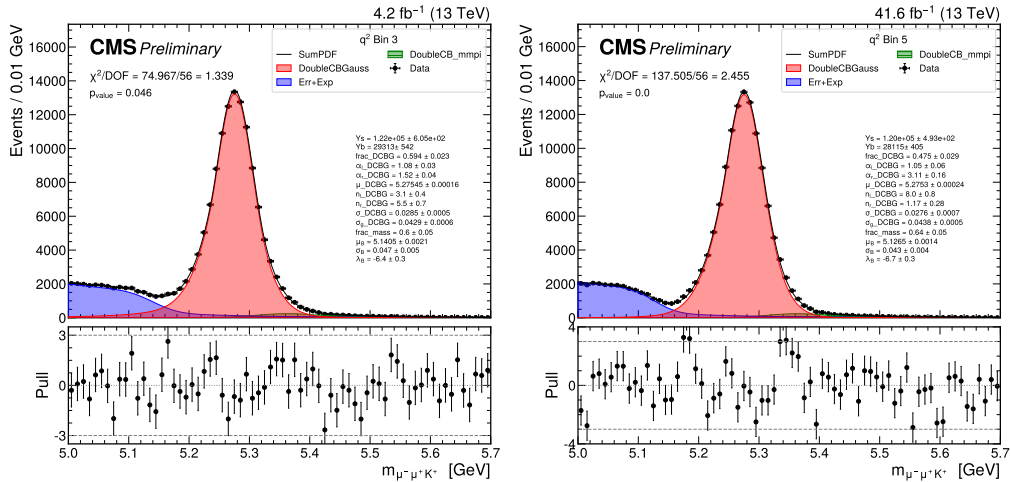 4.2 fb⁻¹ (13 TeV)
Events / 0.01 GeV
16000
14000
12000
10000
8000
6000
4000
2000
0
CMS Preliminary
χ²/DOF = 74.967/56 = 1.339
p_value = 0.046
q² Bin 3
SumPDF
DoubleCBGauss
Err+Exp
DoubleCB_mmpi
Data
Ys = 1.22e+05 ± 6.05e+02
Yb = 29313± 542
frac_DCBG = 0.594 ± 0.023
α_l_DCBG = 1.08 ± 0.03
α_r_DCBG = 1.52 ± 0.04
μ_DCBG = 5.27545 ± 0.00016
n_l_DCBG = 3.1 ± 0.4
n_r_DCBG = 5.5 ± 0.7
σ_DCBG = 0.0285 ± 0.0005
σ_g_DCBG = 0.0429 ± 0.0006
frac_mass = 0.6 ± 0.05
μ_B = 5.1405 ± 0.0021
σ_B = 0.047 ± 0.005
λ_B = -6.4 ± 0.3
Pull
3
0
-3
5.0 5.1 5.2 5.3 5.4 5.5 5.6 5.7
m_μ⁻μ⁺K⁺ [GeV]
41.6 fb⁻¹ (13 TeV)
Events / 0.01 GeV
16000
14000
12000
10000
8000
6000
4000
2000
0
CMS Preliminary
χ²/DOF = 137.505/56 = 2.455
p_value = 0.0
q² Bin 5
SumPDF
DoubleCBGauss
Err+Exp
DoubleCB_mmpi
Data
Ys = 1.20e+05 ± 4.93e+02
Yb = 28115± 405
frac_DCBG = 0.475 ± 0.029
α_l_DCBG = 1.05 ± 0.06
α_r_DCBG = 3.11 ± 0.16
μ_DCBG = 5.2753 ± 0.00024
n_l_DCBG = 8.0 ± 0.8
n_r_DCBG = 1.17 ± 0.28
σ_DCBG = 0.0276 ± 0.0007
σ_g_DCBG = 0.0438 ± 0.0005
frac_mass = 0.64 ± 0.05
μ_B = 5.1265 ± 0.0014
σ_B = 0.043 ± 0.004
λ_B = -6.7 ± 0.3
Pull
4
0
-4
5.0 5.1 5.2 5.3 5.4 5.5 5.6 5.7
m_μ⁻μ⁺K⁺ [GeV]